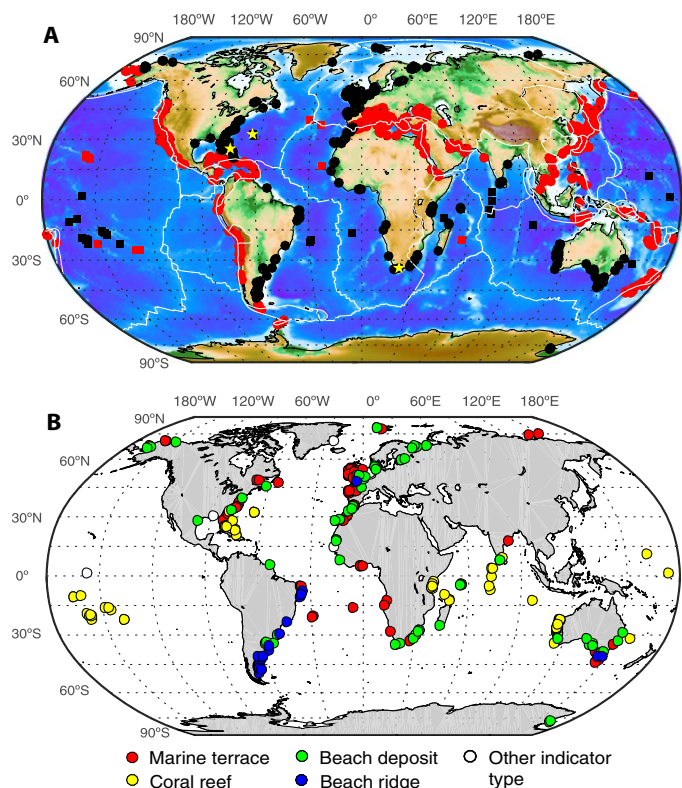 180°W 120°W 60°W 0° 60°E 120°E 180°E
A
90°N
60°N
30°N
0°
30°S
60°S
90°S
180°W 120°W 60°W 0° 60°E 120°E 180°E
B
90°N
60°N
30°N
0°
30°S
60°S
90°S
Marine terrace Beach deposit Other indicator
Coral reef Beach ridge type